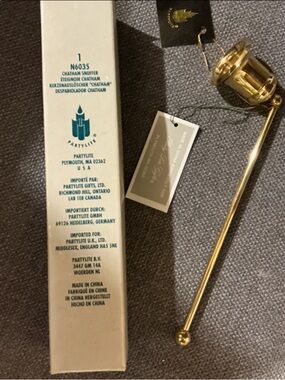 1
N6035
CHATHAM SNUFFER
ÉTEIGNOIR CHATHAM
KERZENAUSLÖSCHER "CHATHAM"
DESPABILADOR CHATHAM
PARTYLITE®
PARTYLITE
PLYMOUTH, MA 02362
U S A
IMPORTÉ PAR:
PARTYLITE GIFTS, LTD.
RICHMOND HILL, ONTARIO
L4B 1E8 CANADA
IMPORTIERT DURCH:
PARTYLITE GMBH
69126 HEIDELBERG, GERMANY
IMPORTED FOR:
PARTYLITE U.K., LTD.
MIDDLESEX, ENGLAND HA5 5NE
PARTYLITE B.V.
3447 GM 14A
WOERDEN NL
MADE IN CHINA
FABRIQUÉ EN CHINE
IN CHINA HERGESTELLT
HECHO EN CHINA